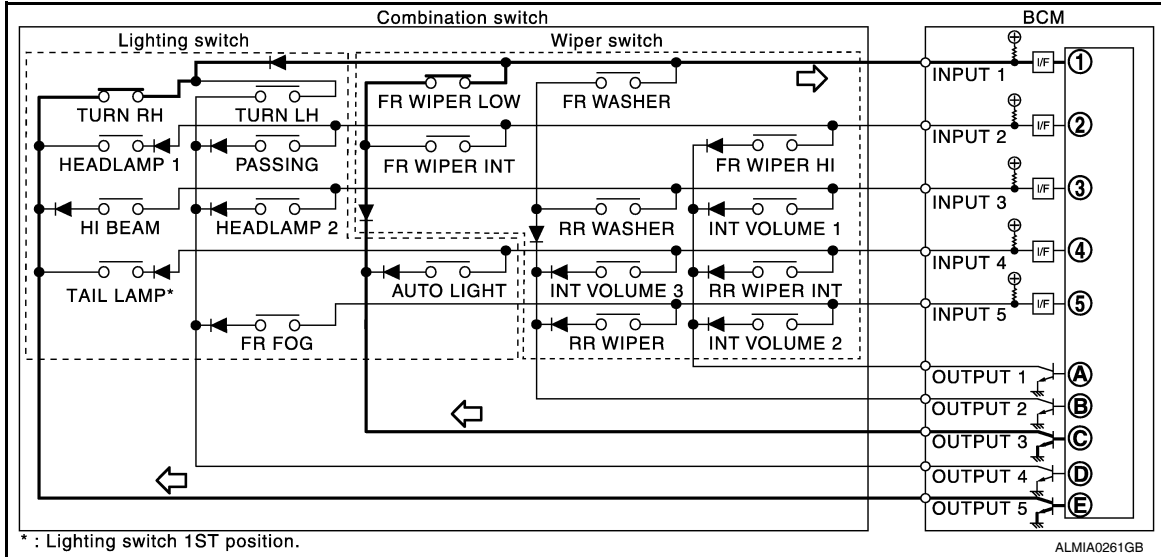 Combination switch
BCM
Lighting switch
Wiper switch
INPUT 1
I/F
1
TURN RH
TURN LH
FR WIPER LOW
FR WASHER
INPUT 2
I/F
2
HEADLAMP 1
PASSING
FR WIPER INT
FR WIPER HI
INPUT 3
I/F
3
HI BEAM
HEADLAMP 2
RR WASHER
INT VOLUME 1
INPUT 4
I/F
4
TAIL LAMP*
AUTO LIGHT
INT VOLUME 3
RR WIPER INT
INPUT 5
I/F
5
FR FOG
RR WIPER
INT VOLUME 2
OUTPUT 1
A
OUTPUT 2
B
OUTPUT 3
C
OUTPUT 4
D
OUTPUT 5
E
* : Lighting switch 1ST position.
ALMIA0261GB